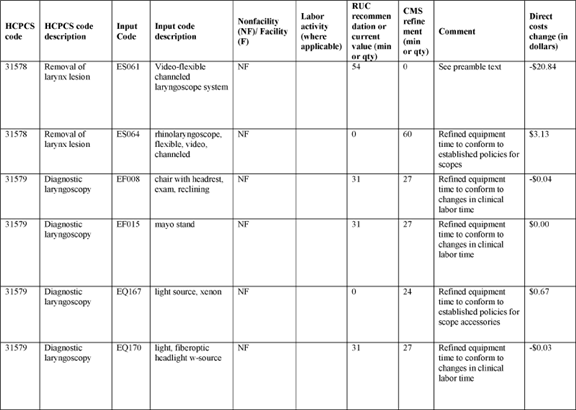 HCPCS code | HCPCS code description | Input Code | Input code description | Nonfacility (NF)/ Facility (F) | Labor activity (where applicable) | RUC recommen dation or current value (min or qty) | CMS refine ment (min or qty) | Comment | Direct costs change (in dollars)
31578 | Removal of larynx lesion | ES061 | Video-flexible channeled laryngoscope system | NF | | 54 | 0 | See preamble text | -$20.84
31578 | Removal of larynx lesion | ES064 | rhinolaryngoscope, flexible, video, channeled | NF | | 0 | 60 | Refined equipment time to conform to established policies for scopes | $3.13
31579 | Diagnostic laryngoscopy | EF008 | chair with headrest, exam, reclining | NF | | 31 | 27 | Refined equipment time to conform to changes in clinical labor time | -$0.04
31579 | Diagnostic laryngoscopy | EF015 | mayo stand | NF | | 31 | 27 | Refined equipment time to conform to changes in clinical labor time | $0.00
31579 | Diagnostic laryngoscopy | EQ167 | light source, xenon | NF | | 0 | 24 | Refined equipment time to conform to established policies for scope accessories | $0.67
31579 | Diagnostic laryngoscopy | EQ170 | light, fiberoptic headlight w-source | NF | | 31 | 27 | Refined equipment time to conform to changes in clinical labor time | -$0.03